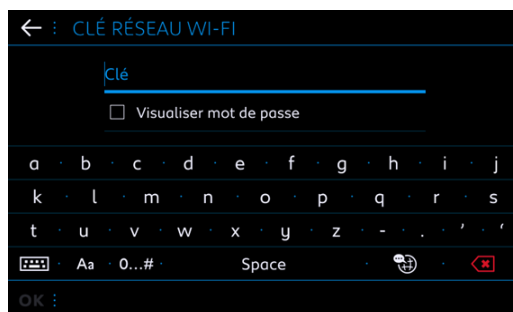 CLÉ RÉSEAU WI-FI
Clé
Visualiser mot de passe
a b c d e f g h i j
k l m n o p q r s
t u v w x y z - . ' ‘
Aa 0...# Space
OK